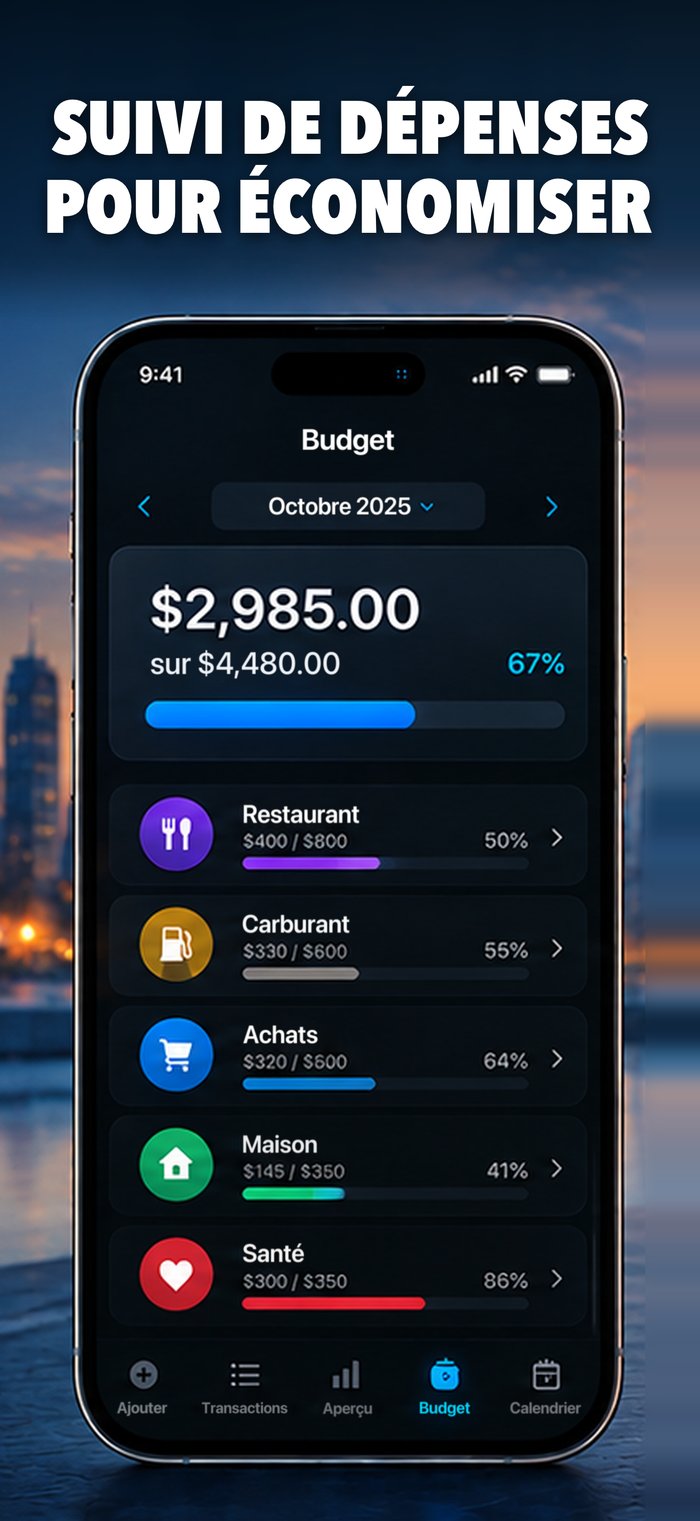 SUIVI DE DÉPENSES
POUR ÉCONOMISER
9:41
Budget
Octobre 2025
$2,985.00
sur $4,480.00
67%
Restaurant
$400 / $800
50%
Carburant
$330 / $600
55%
Achats
$320 / $600
64%
Maison
$145 / $350
41%
Santé
$300 / $350
86%
Ajouter
Transactions
Aperçu
Budget
Calendrier